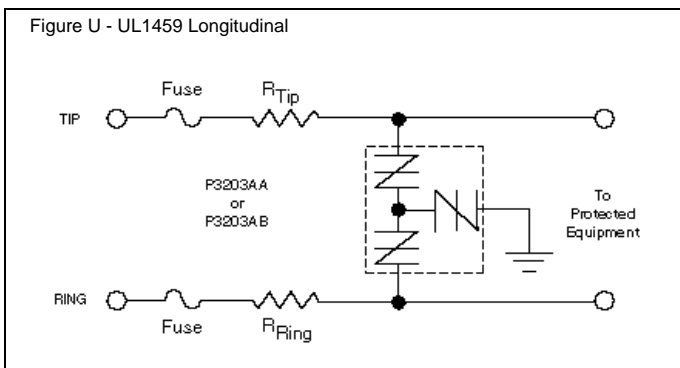 Figure U - UL1459 Longitudinal
Fuse
RTip
TIP
P3203AA
or
P3203AB
To
Protected
Equipment
RING
Fuse
RRing